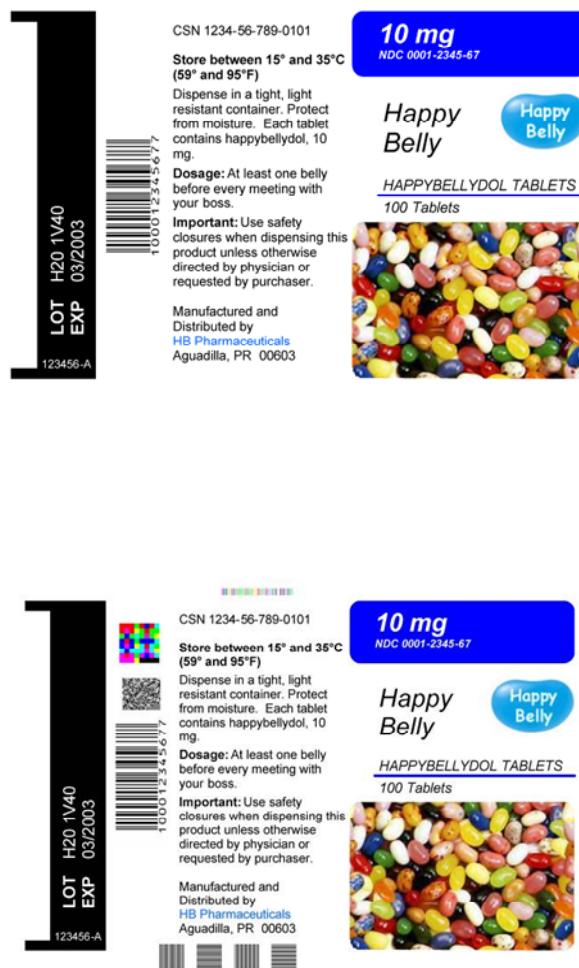 CSN 1234-56-789-0101
Store between 15° and 35°C
(59° and 95°F)
Dispense in a tight, light
resistant container. Protect
from moisture. Each tablet
contains happybellydol, 10
mg.
Dosage: At least one belly
before every meeting with
your boss.
Important: Use safety
closures when dispensing this
product unless otherwise
directed by physician or
requested by purchaser.
Manufactured and
Distributed by
HB Pharmaceuticals
Aguadilla, PR 00603
LOT H20 1V40
EXP 03/2003
123456-A
1000012345677
10 mg
NDC 0001-2345-67
Happy
Belly
Happy
Belly
HAPPYBELLYDOL TABLETS
100 Tablets
CSN 1234-56-789-0101
Store between 15° and 35°C
(59° and 95°F)
Dispense in a tight, light
resistant container. Protect
from moisture. Each tablet
contains happybellydol, 10
mg.
Dosage: At least one belly
before every meeting with
your boss.
Important: Use safety
closures when dispensing this
product unless otherwise
directed by physician or
requested by purchaser.
Manufactured and
Distributed by
HB Pharmaceuticals
Aguadilla, PR 00603
LOT H20 1V40
EXP 03/2003
123456-A
1000012345677
10 mg
NDC 0001-2345-67
Happy
Belly
Happy
Belly
HAPPYBELLYDOL TABLETS
100 Tablets